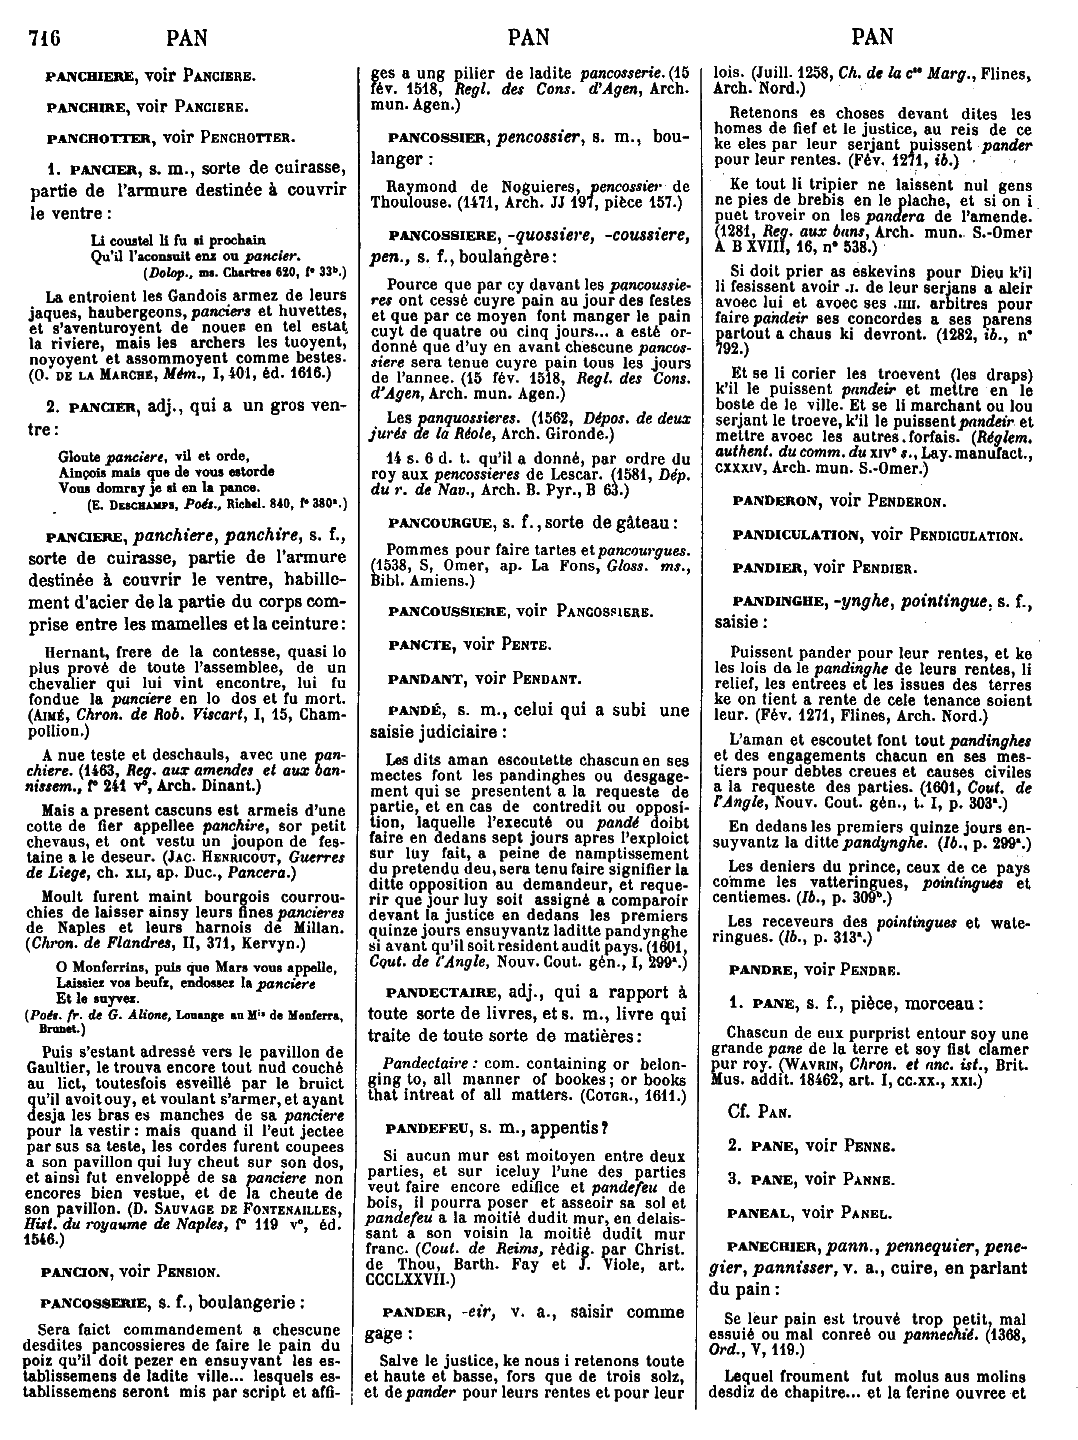 716 PAN PAN PAN
PANCHIERE, voir PANCIERE.
PANCHIRE, voir PANCIERE.
PANCHOTTER, voir PENCHOTTER.
1. PANCIER, s. m., sorte de cuirasse,
partie de l'armure destinée à couvrir
le ventre :
Li coustel li fu si prochain
Qu'il l'aconsuit enz ou pancier.
(Dolop., ms. Chartres 620, f° 33ᵇ.)
La entroient les Gandois armez de leurs
jaques, haubergeons, panciers et huvettes,
et s'aventuroyent de nouer en tel estat
la riviere, mais les archers les tuoyent,
noyoyent et assommoyent comme bestes.
(O. DE LA MARCHE, Mém., I, 401, éd. 1616.)
2. PANCIER, adj., qui a un gros ven-
tre :
Gloute panciere, vil et orde,
Ainçois mais que de vous estorde
Vous domray je si en la pance.
(E. DESCHAMPS, Poés., Richel. 840, f° 380ᵃ.)
PANCIERE, panchiere, panchire, s. f.,
sorte de cuirasse, partie de l'armure
destinée à couvrir le ventre, habille-
ment d'acier de la partie du corps com-
prise entre les mamelles et la ceinture :
Hernant, frere de la contesse, quasi lo
plus prové de toute l'assemblee, de un
chevalier qui lui vint encontre, lui fu
fondue la panciere en lo dos et fu mort.
(AIMÉ, Chron. de Rob. Viscart, I, 15, Cham-
pollion.)
A nue teste et deschauls, avec une pan-
chiere. (1463, Reg. aux amendes et aux ban-
nissem., f° 241 v°, Arch. Dinant.)
Mais a present cascuns est armeis d'une
cotte de fier appellee panchire, sor petit
chevaus, et ont vestu un joupon de fes-
taine a le deseur. (JAC. HENRICOUT, Guerres
de Liege, ch. XLI, ap. Duc., Pancera.)
Moult furent maint bourgois courrou-
chies de laisser ainsy leurs fines pancieres
de Naples et leurs harnois de Millan.
(Chron. de Flandres, II, 371, Kervyn.)
O Monferrins, puis que Mars vous appelle,
Laissiez vos beufz, endossez la panciere
Et le suyvez.
(Poés. fr. de G. Alione, Louange au Mⁱˢ de Monferra,
Brunet.)
Puis s'estant adressé vers le pavillon de
Gaultier, le trouva encore tout nud couché
au lict, toutesfois esveillé par le bruict
qu'il avoit ouy, et voulant s'armer, et ayant
desja les bras es manches de sa panciere
pour la vestir : mais quand il l'eut jectee
par sus sa teste, les cordes furent coupees
a son pavillon qui luy cheut sur son dos,
et ainsi fut enveloppé de sa panciere non
encores bien vestue, et de la cheute de
son pavillon. (D. SAUVAGE DE FONTENAILLES,
Hist. du royaume de Naples, f° 119 v°, éd.
1546.)
PANCION, voir PENSION.
PANCOSSERIE, s. f., boulangerie :
Sera faict commandement a chescune
desdites pancossieres de faire le pain du
poiz qu'il doit pezer en ensuyvant les es-
tablissemens de ladite ville... lesquels es-
tablissemens seront mis par script et affi-
ges a ung pilier de ladite pancosserie. (15
fév. 1518, Regl. des Cons. d'Agen, Arch.
mun. Agen.)
PANCOSSIER, pencossier, s. m., bou-
langer :
Raymond de Noguieres, pencossier de
Thoulouse. (1471, Arch. JJ 197, pièce 157.)
PANCOSSIERE, -quossiere, -coussiere,
pen., s. f., boulangère :
Pource que par cy davant les pancoussie-
res ont cessé cuyre pain au jour des festes
et que par ce moyen font manger le pain
cuyt de quatre ou cinq jours... a esté or-
donné que d'uy en avant chescune pancos-
siere sera tenue cuyre pain tous les jours
de l'annee. (15 fév. 1518, Regl. des Cons.
d'Agen, Arch. mun. Agen.)
Les panquossieres. (1562, Dépos. de deux
jurés de la Réole, Arch. Gironde.)
14 s. 6 d. t. qu'il a donné, par ordre du
roy aux pencossieres de Lescar. (1581, Dép.
du r. de Nav., Arch. B. Pyr., B 63.)
PANCOURGUE, s. f., sorte de gâteau :
Pommes pour faire tartes et pancourgues.
(1538, S, Omer, ap. La Fons, Gloss. ms.,
Bibl. Amiens.)
PANCOUSSIERE, voir PANCOSSIERE.
PANCTE, voir PENTE.
PANDANT, voir PENDANT.
PANDÉ, s. m., celui qui a subi une
saisie judiciaire :
Les dits aman escoutette chascun en ses
mectes font les pandinghes ou desgage-
ment qui se presentent a la requeste de
partie, et en cas de contredit ou opposi-
tion, laquelle l'executé ou pandé doibt
faire en dedans sept jours apres l'exploict
sur luy fait, a peine de namptissement
du pretendu deu, sera tenu faire signifier la
ditte opposition au demandeur, et reque-
rir que jour luy soit assigné a comparoir
devant la justice en dedans les premiers
quinze jours ensuyvantz laditte pandynghe
si avant qu'il soit resident audit pays. (1601,
Cout. de l'Angle, Nouv. Cout. gén., I, 299ᵃ.)
PANDECTAIRE, adj., qui a rapport à
toute sorte de livres, et s. m., livre qui
traite de toute sorte de matières :
Pandectaire : com. containing or belon-
ging to, all manner of bookes ; or books
that intreat of all matters. (COTGR., 1611.)
PANDEFEU, s. m., appentis ?
Si aucun mur est moitoyen entre deux
parties, et sur iceluy l'une des parties
veut faire encore edifice et pandefeu de
bois, il pourra poser et asseoir sa sol et
pandefeu a la moitié dudit mur, en delais-
sant a son voisin la moitié dudit mur
franc. (Cout. de Reims, rédig. par Christ.
de Thou, Barth. Fay et J. Viole, art.
CCCLXXVII.)
PANDER, -eir, v. a., saisir comme
gage :
Salve le justice, ke nous i retenons toute
et haute et basse, fors que de trois solz,
et de pander pour leurs rentes et pour leur
lois. (Juill. 1258, Ch. de la cᵗᵉ Marg., Flines,
Arch. Nord.)
Retenons es choses devant dites les
homes de fief et le justice, au reis de ce
ke eles par leur serjant puissent pander
pour leur rentes. (Fév. 1271, ib.)
Ke tout li tripier ne laissent nul gens
ne pies de brebis en le plache, et si on i
puet troveir on les pandera de l'amende.
(1281, Reg. aux bans, Arch. mun. S.-Omer
A B XVIII, 16, n° 538.)
Si doit prier as eskevins pour Dieu k'il
li fesissent avoir .I. de leur serjans a aleir
avoec lui et avoec ses .IIII. arbitres pour
faire pandeir ses concordes a ses parens
partout a chaus ki devront. (1282, ib., n°
792.)
Et se li corier les troevent (les draps)
k'il le puissent pandeir et mettre en le
boste de le ville. Et se li marchant ou lou
serjant le troeve, k'il le puissent pandeir et
mettre avoec les autres forfais. (Réglem.
authent. du comm. du XIVᵉ s., Lay. manufact.,
CXXXIV, Arch. mun. S.-Omer.)
PANDERON, voir PENDERON.
PANDICULATION, voir PENDICULATION.
PANDIER, voir PENDIER.
PANDINGHE, -ynghe, pointingue, s. f.,
saisie :
Puissent pander pour leur rentes, et ke
les lois de le pandinghe de leurs rentes, li
relief, les entrees et les issues des terres
ke on tient a rente de cele tenance soient
leur. (Fév. 1271, Flines, Arch. Nord.)
L'aman et escoutet font tout pandinghes
et des engagements chacun en ses mes-
tiers pour debtes creues et causes civiles
a la requeste des parties. (1601, Cout. de
l'Angle, Nouv. Cout. gén., t. I, p. 303ᵃ.)
En dedans les premiers quinze jours en-
suyvantz la ditte pandynghe. (Ib., p. 299ᵃ.)
Les deniers du prince, ceux de ce pays
comme les vatteringues, pointingues et
centiemes. (Ib., p. 309ᵇ.)
Les receveurs des pointingues et wate-
ringues. (Ib., p. 313ᵃ.)
PANDRE, voir PENDRE.
1. PANE, s. f., pièce, morceau :
Chascun de eux purprist entour soy une
grande pane de la terre et soy fist clamer
pur roy. (WAVRIN, Chron. et anc. ist., Brit.
Mus. addit. 18462, art. I, CC.XX., XXI.)
Cf. PAN.
2. PANE, voir PENNE.
3. PANE, voir PANNE.
PANEAL, voir PANEL.
PANECHIER, pann., pennequier, pene-
gier, pannisser, v. a., cuire, en parlant
du pain :
Se leur pain est trouvé trop petit, mal
essuié ou mal conreé ou pannechié. (1368,
Ord., V, 119.)
Lequel froument fut molus aus molins
desdiz de chapitre... et la ferine ouvree et